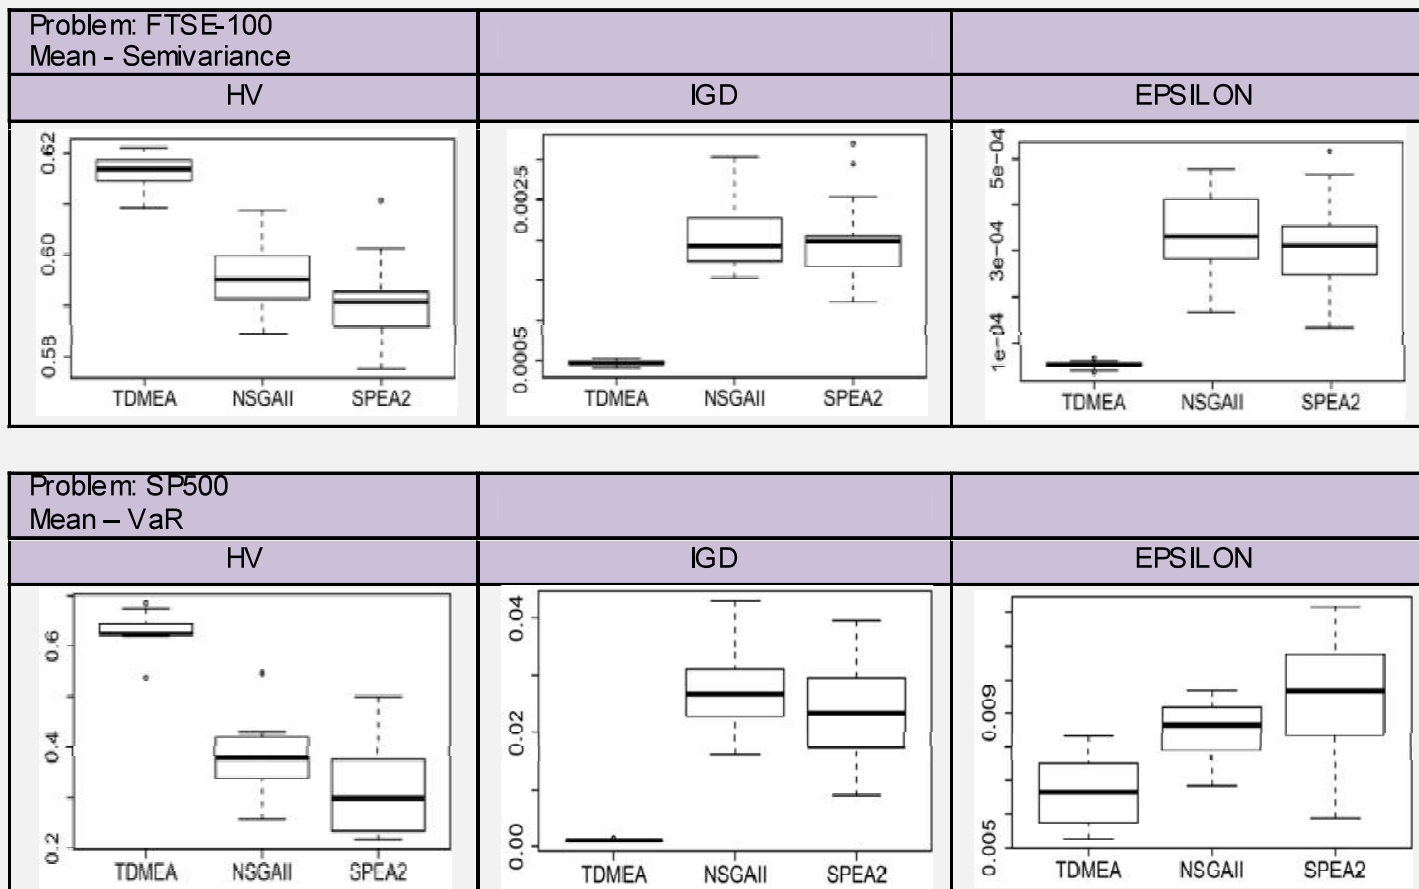 Problem: FTSE-100
Mean - Semivariance
HV
IGD
EPSILON
0.62
0.60
0.58
TDMEA
NSGAII
SPEA2
0.0025
0.0005
TDMEA
NSGAII
SPEA2
5e-04
3e-04
1e-04
TDMEA
NSGAII
SPEA2
Problem: SP500
Mean – VaR
HV
IGD
EPSILON
0.6
0.4
0.2
TDMEA
NSGAII
SPEA2
0.04
0.02
0.00
TDMEA
NSGAII
SPEA2
0.009
0.005
TDMEA
NSGAII
SPEA2